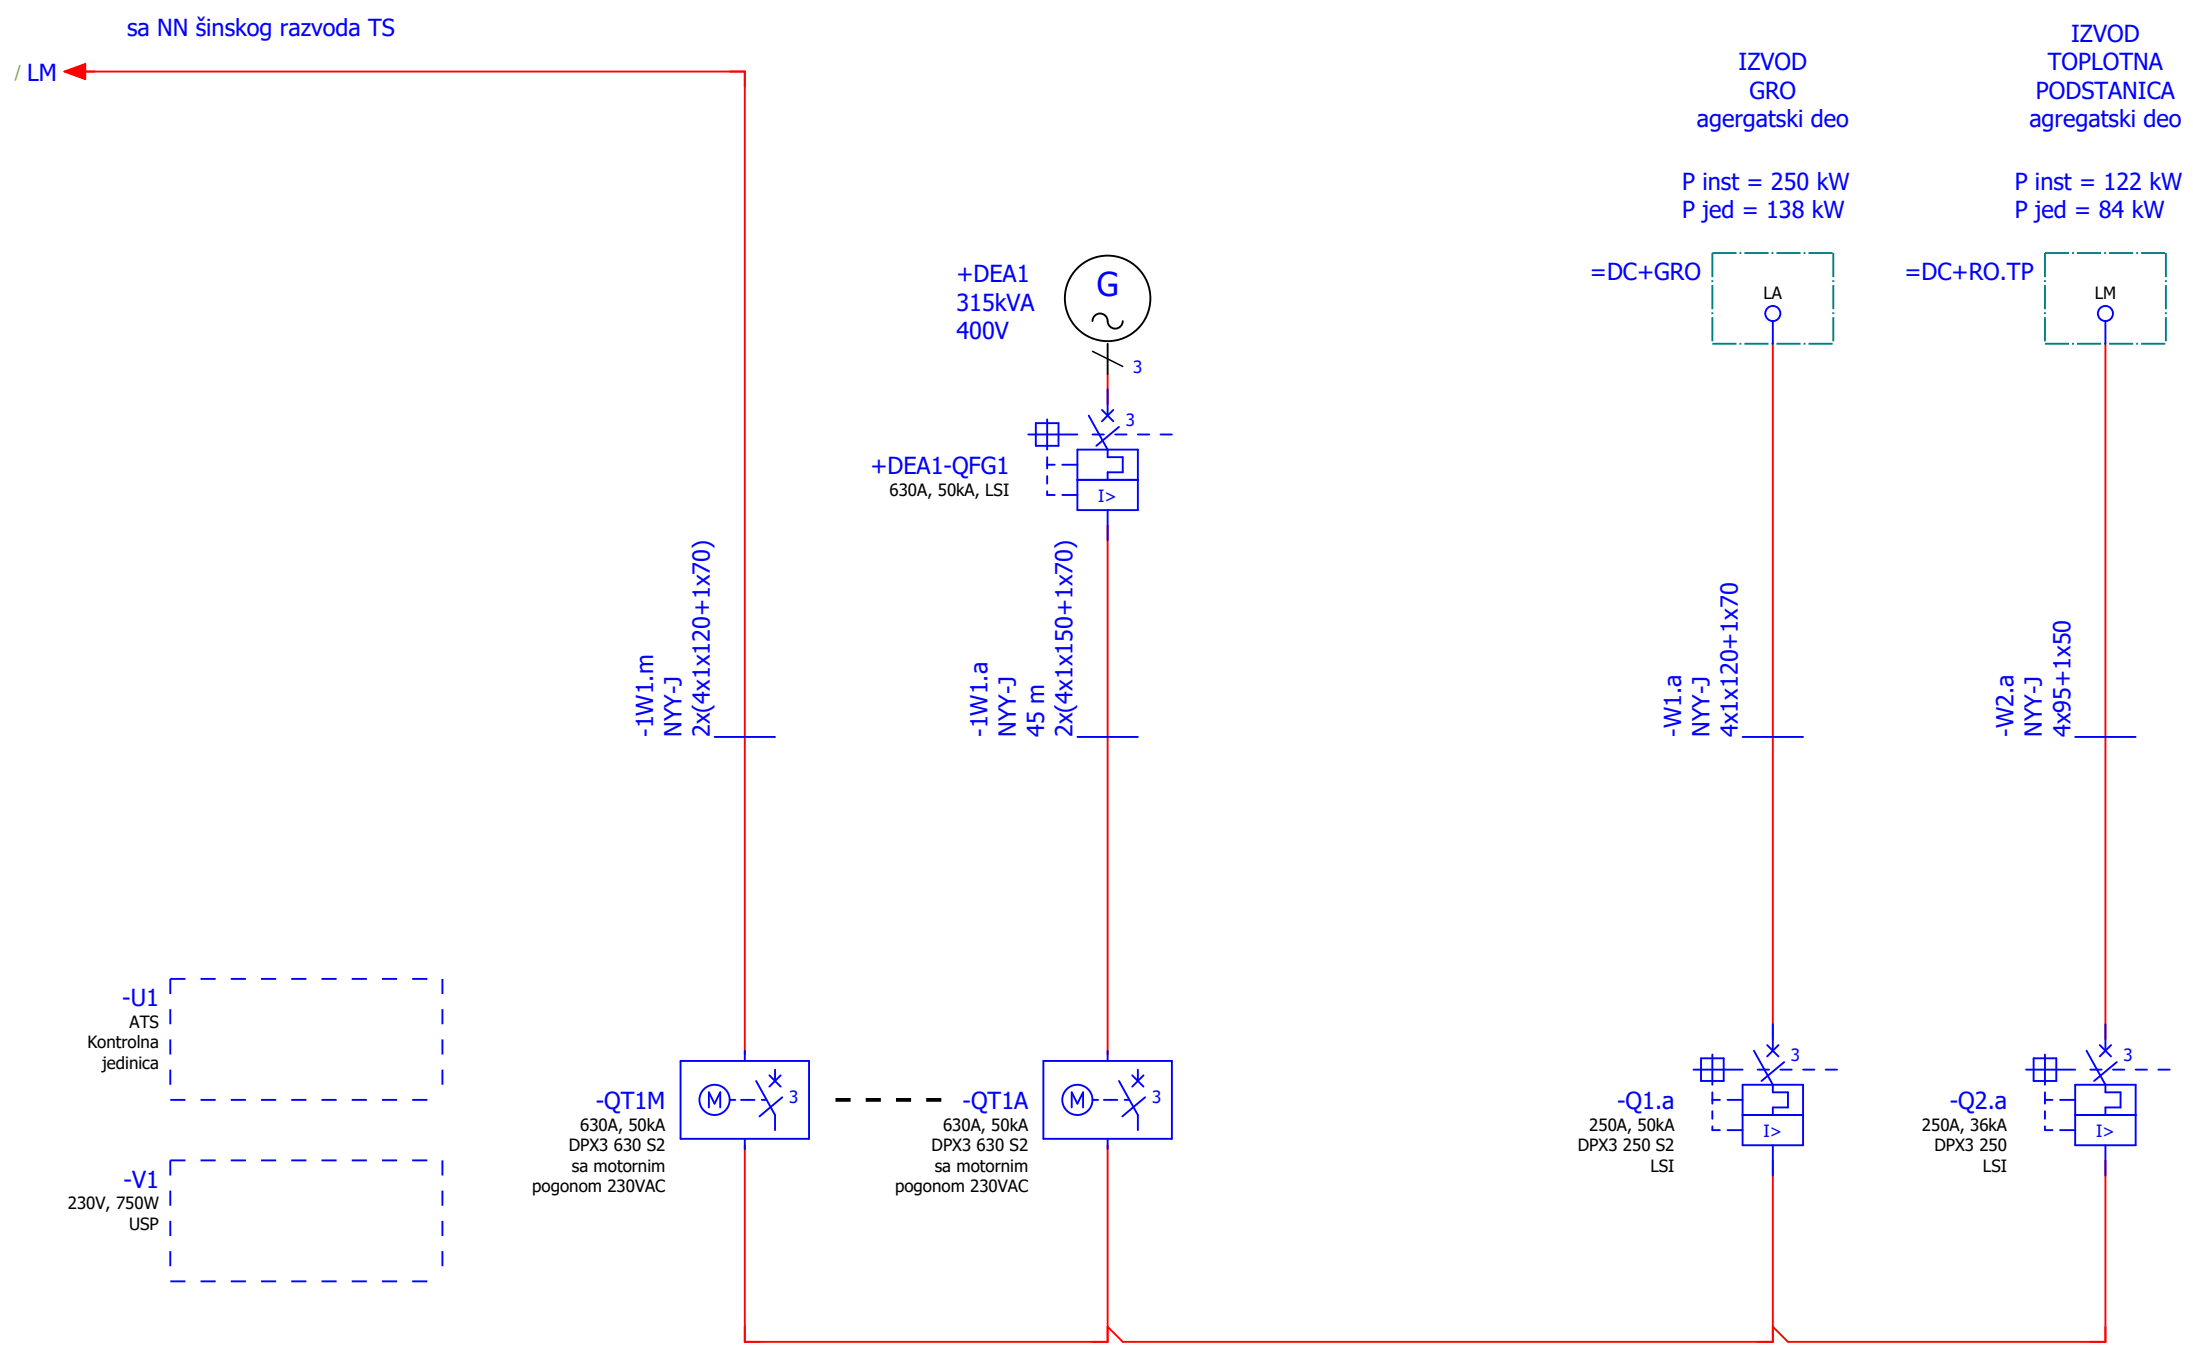 sa NN šinskog razvoda TS
/ LM
IZVOD
GRO
agergatski deo
P inst = 250 kW
P jed = 138 kW
IZVOD
TOPLOTNA
PODSTANICA
agregatski deo
P inst = 122 kW
P jed = 84 kW
+DEA1
315kVA
400V
G
3
=DC+GRO
LA
=DC+RO.TP
LM
3
+DEA1-QFG1
630A, 50kA, LSI
I>
-1W1.m
NYY-J
2x(4x1x120+1x70)
-1W1.a
NYY-J
45 m
2x(4x1x150+1x70)
-W1.a
NYY-J
4x1x120+1x70
-W2.a
NYY-J
4x95+1x50
-U1
ATS
Kontrolna
jedinica
-V1
230V, 750W
USP
-QT1M
630A, 50kA
DPX3 630 S2
sa motornim
pogonom 230VAC
M
3
-QT1A
630A, 50kA
DPX3 630 S2
sa motornim
pogonom 230VAC
M
3
-Q1.a
250A, 50kA
DPX3 250 S2
LSI
3
I>
-Q2.a
250A, 36kA
DPX3 250
LSI
3
I>